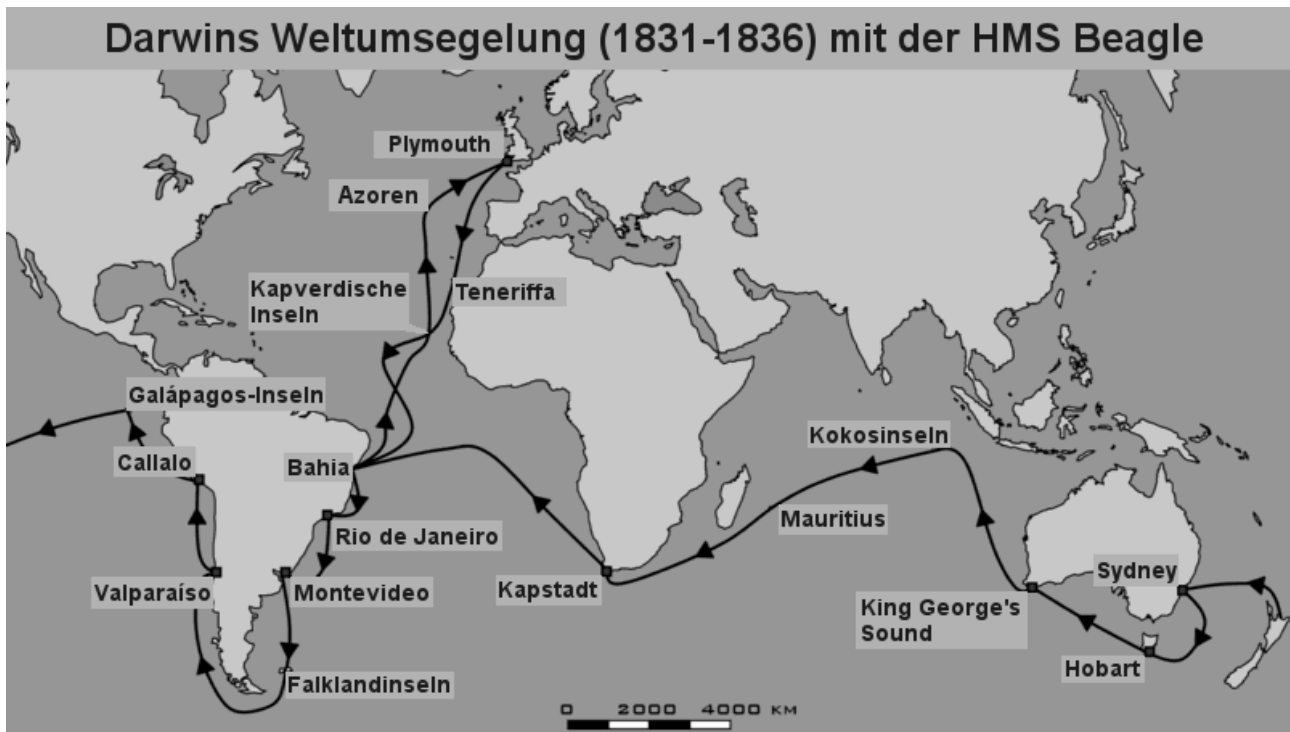 Darwins Weltumsegelung (1831-1836) mit der HMS Beagle
Plymouth
Azoren
Kapverdische
Inseln
Teneriffa
Galápagos-Inseln
Callalo
Bahia
Kokosinseln
Rio de Janeiro
Mauritius
Valparaíso
Montevideo
Kapstadt
Sydney
King George's
Sound
Hobart
Falklandinseln
0 2000 4000 KM